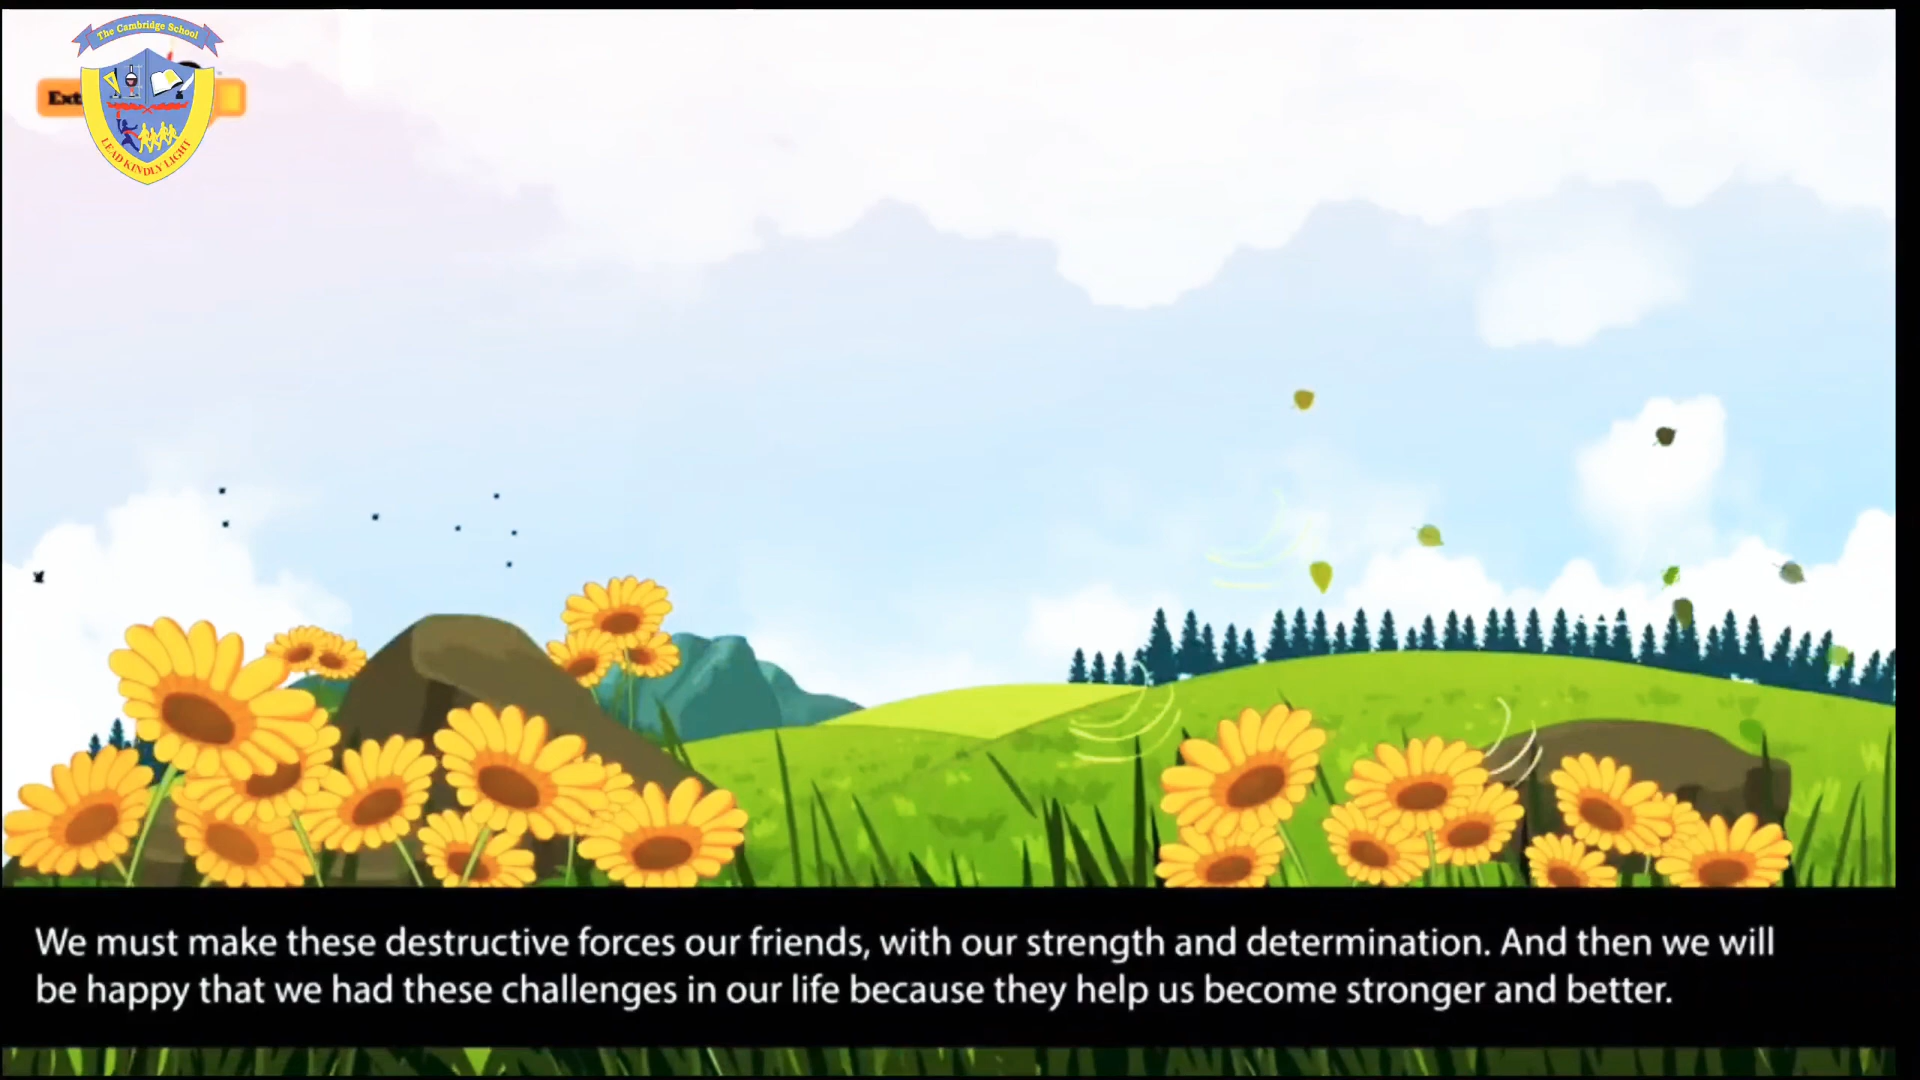 The Cambridge School
Ext
LEAD KINDLY LIGHT
We must make these destructive forces our friends, with our strength and determination. And then we will
be happy that we had these challenges in our life because they help us become stronger and better.